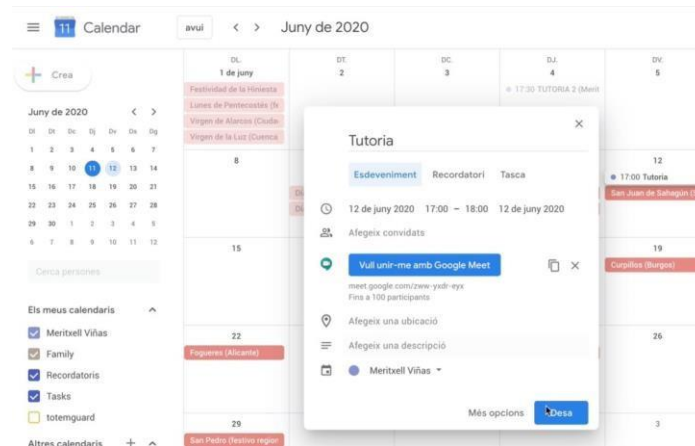 11 Calendar
avui < > Juny de 2020
Crea
Juny de 2020 < >
Dl Dt Dc Dj Dv Ds Dg
1 2 3 4 5 6 7
8 9 10 11 12 13 14
15 16 17 18 19 20 21
22 23 24 25 26 27 28
29 30 1 2 3 4 5
6 7 8 9 10 11 12
Cerca persones
Els meus calendaris
Meritxell Viñas
Family
Recordatoris
Tasks
totemguard
Altres calendaris +
DL. DT. DC. DJ. DV.
1 de juny 2 3 4 5
Festividad de la Hiniesta
17:30 TUTORIA 2 (Merit
Lunes de Pentecostés (fe
Virgen de Alarcos (Ciuda
Virgen de la Luz (Cuenca
8 12
17:00 Tutoria
San Juan de Sahagún (
15 19
Curpillos (Burgos)
22 26
Fogueres (Alicante)
29 3
San Pedro (festivo region
Tutoria
Esdeveniment Recordatori Tasca
12 de juny 2020 17:00 – 18:00 12 de juny 2020
Afegeix convidats
Vull unir-me amb Google Meet
meet.google.com/zww-yxdr-eyx
Fins a 100 participants
Afegeix una ubicació
Afegeix una descripció
Meritxell Viñas
Més opcions Desa